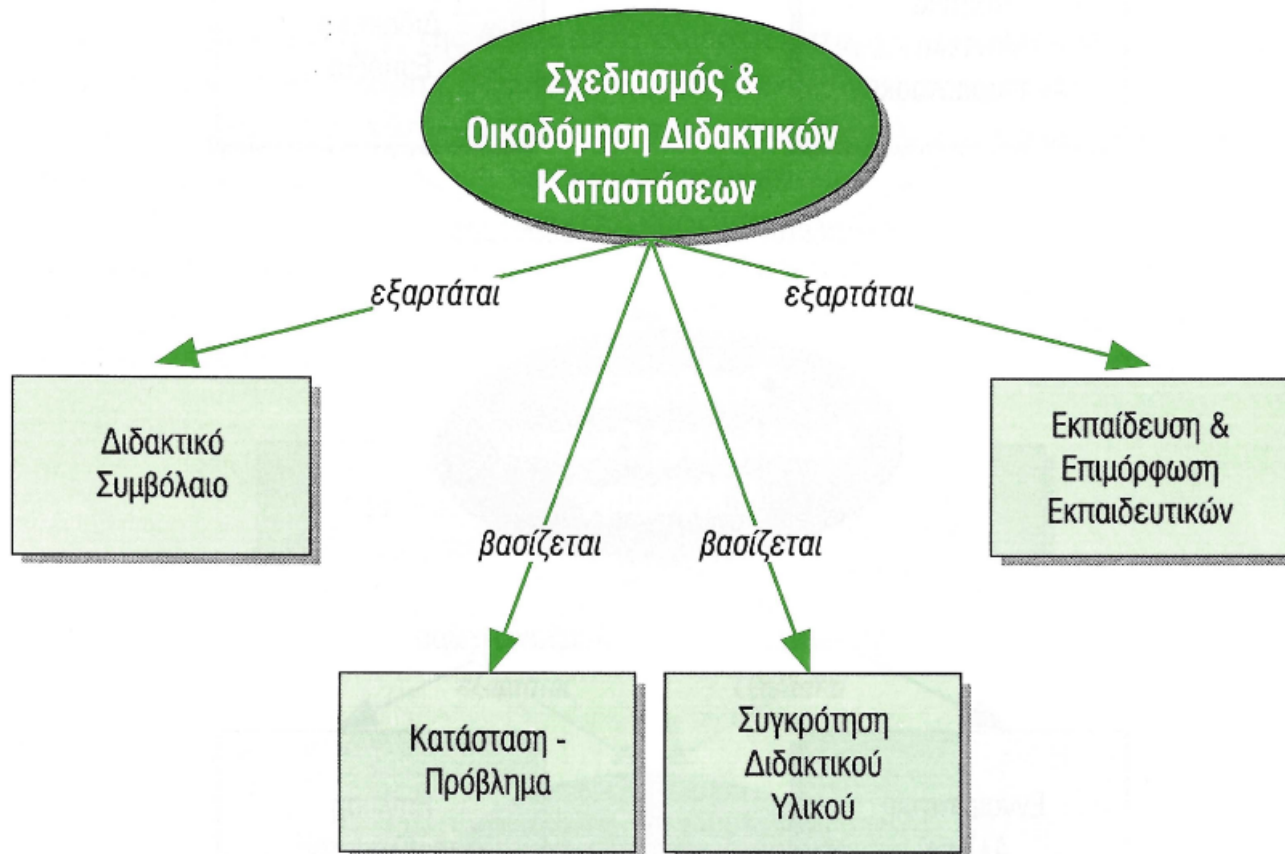 Σχεδιασμός &
Οικοδόμηση Διδακτικών
Καταστάσεων
εξαρτάται
εξαρτάται
Διδακτικό
Συμβόλαιο
Εκπαίδευση &
Επιμόρφωση
Εκπαιδευτικών
βασίζεται
βασίζεται
Κατάσταση -
Πρόβλημα
Συγκρότηση
Διδακτικού
Υλικού